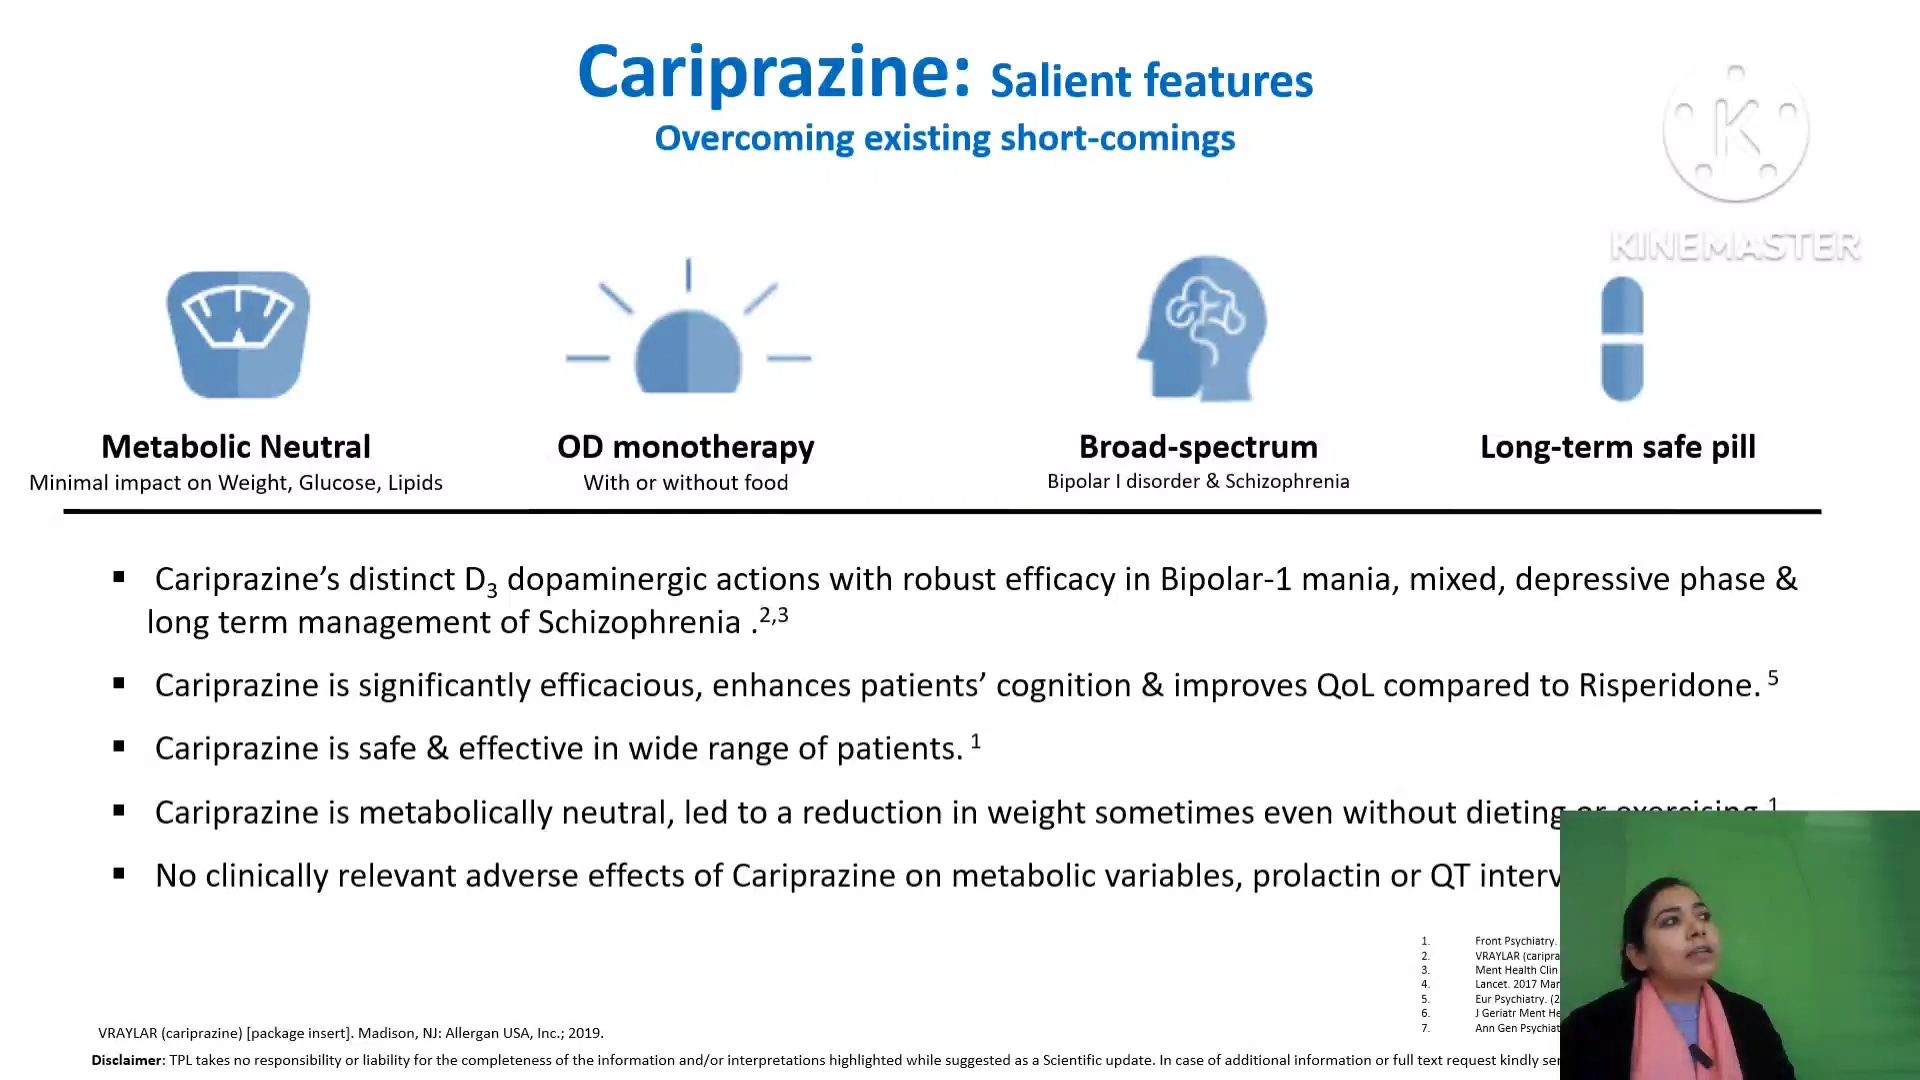 Cariprazine: Salient features
Overcoming existing short-comings
K
KINEMASTER
Metabolic Neutral
Minimal impact on Weight, Glucose, Lipids
OD monotherapy
With or without food
Broad-spectrum
Bipolar I disorder & Schizophrenia
Long-term safe pill
▪ Cariprazine’s distinct D3 dopaminergic actions with robust efficacy in Bipolar-1 mania, mixed, depressive phase &
long term management of Schizophrenia .2,3
▪ Cariprazine is significantly efficacious, enhances patients’ cognition & improves QoL compared to Risperidone. 5
▪ Cariprazine is safe & effective in wide range of patients. 1
▪ Cariprazine is metabolically neutral, led to a reduction in weight sometimes even without dieting or exercising. 1
▪ No clinically relevant adverse effects of Cariprazine on metabolic variables, prolactin or QT
1. Front Psychiatry.
2. VRAYLAR
3. Ment Health Clin
4. Lancet. 2017
5. Eur Psychiatry.
6. J Geriatr Ment
7. Ann Gen
VRAYLAR (cariprazine) [package insert]. Madison, NJ: Allergan USA, Inc.; 2019.
Disclaimer: TPL takes no responsibility or liability for the completeness of the information and/or interpretations highlighted while suggested as a Scientific update. In case of additional information or full text request kindly